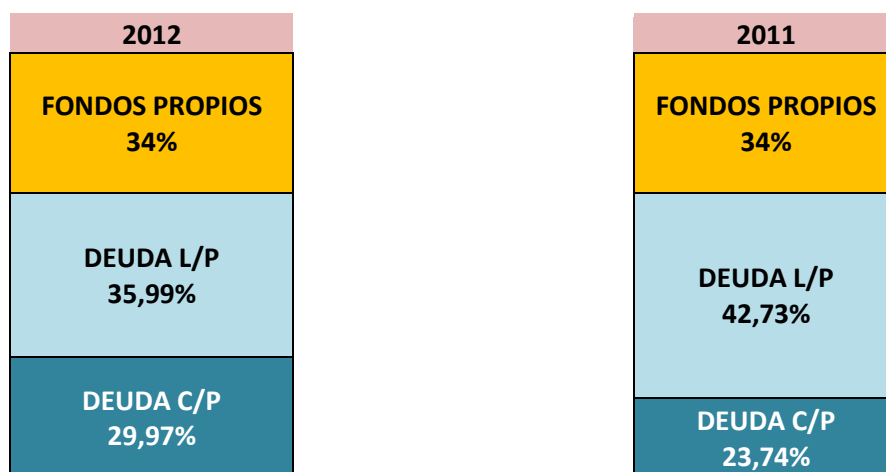 2012
FONDOS PROPIOS
34%
DEUDA L/P
35,99%
DEUDA C/P
29,97%
2011
FONDOS PROPIOS
34%
DEUDA L/P
42,73%
DEUDA C/P
23,74%